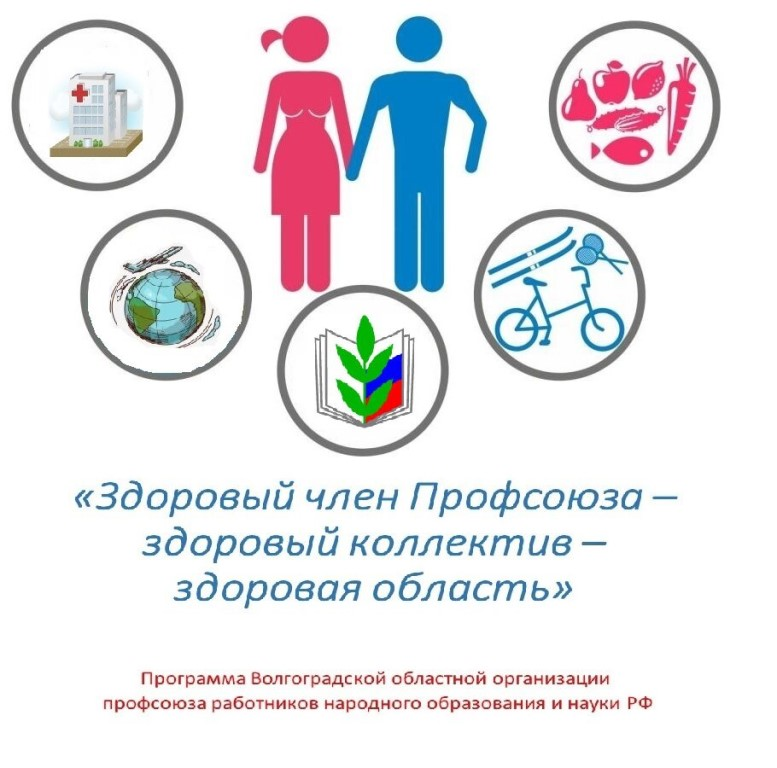 «Здоровый член Профсоюза –
здоровый коллектив –
здоровая область»
Программа Волгоградской областной организации
профсоюза работников народного образования и науки РФ